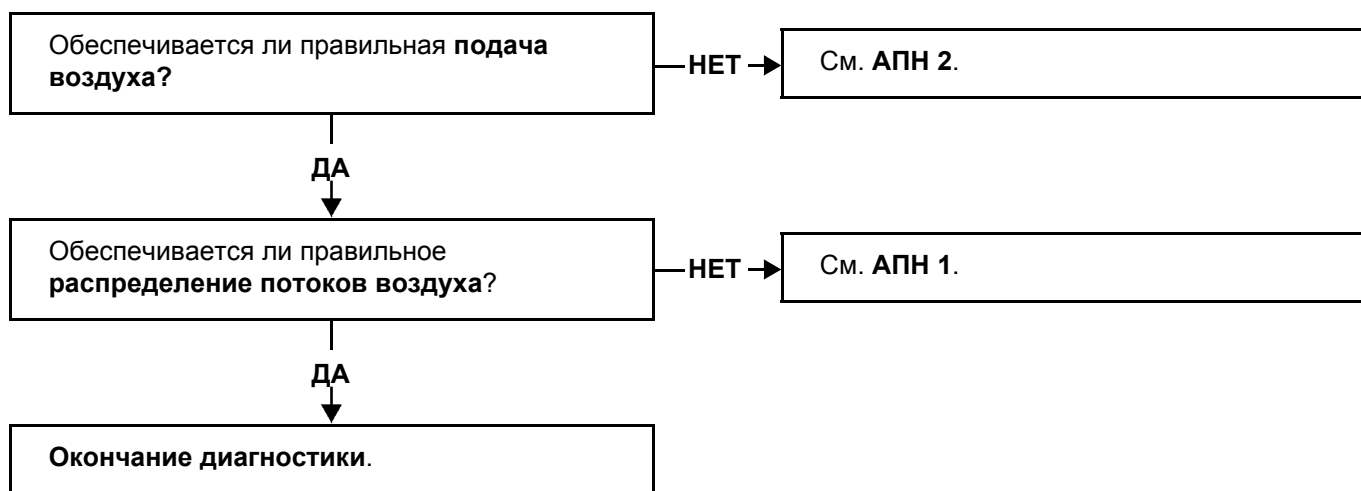 Обеспечивается ли правильная подача
воздуха?
НЕТ
См. АПН 2.
ДА
Обеспечивается ли правильное
распределение потоков воздуха?
НЕТ
См. АПН 1.
ДА
Окончание диагностики.